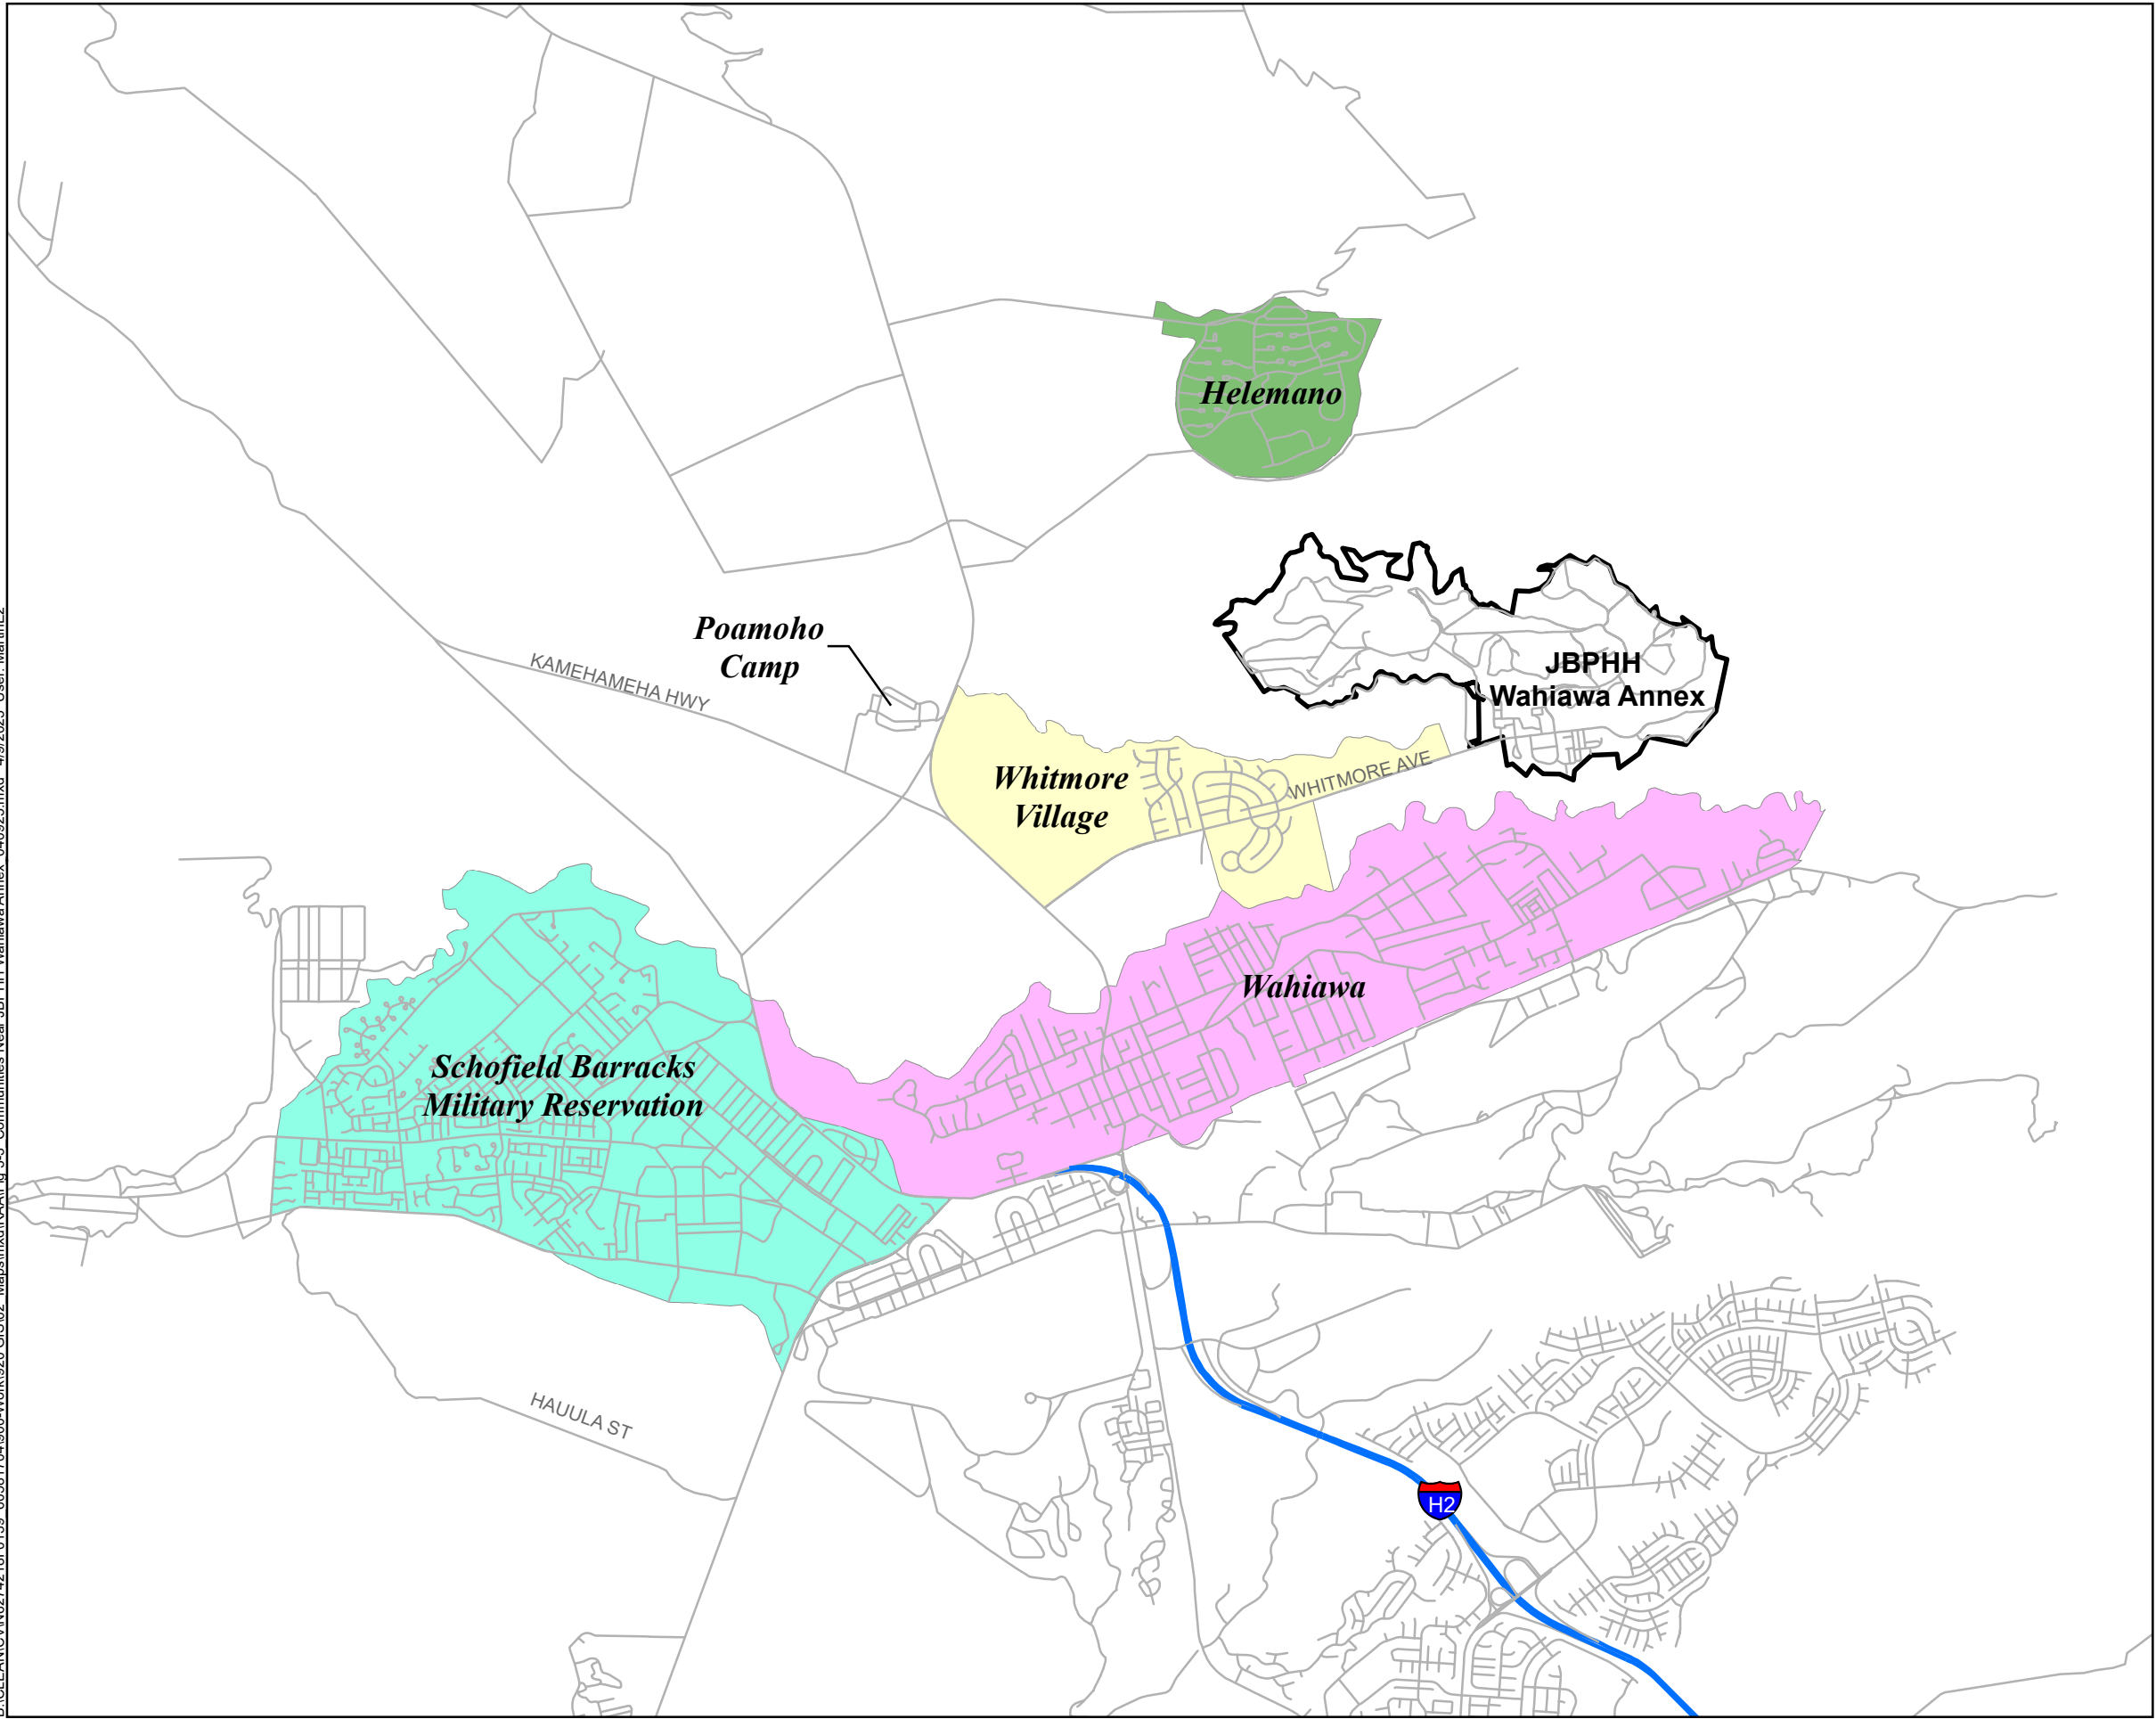 Helemano
Poamoho
Camp
KAMEHAMEHA HWY
JBPHH
Wahiawa Annex
Whitmore
Village
WHITMORE AVE
Wahiawa
Schofield Barracks
Military Reservation
HAUULA ST
H2